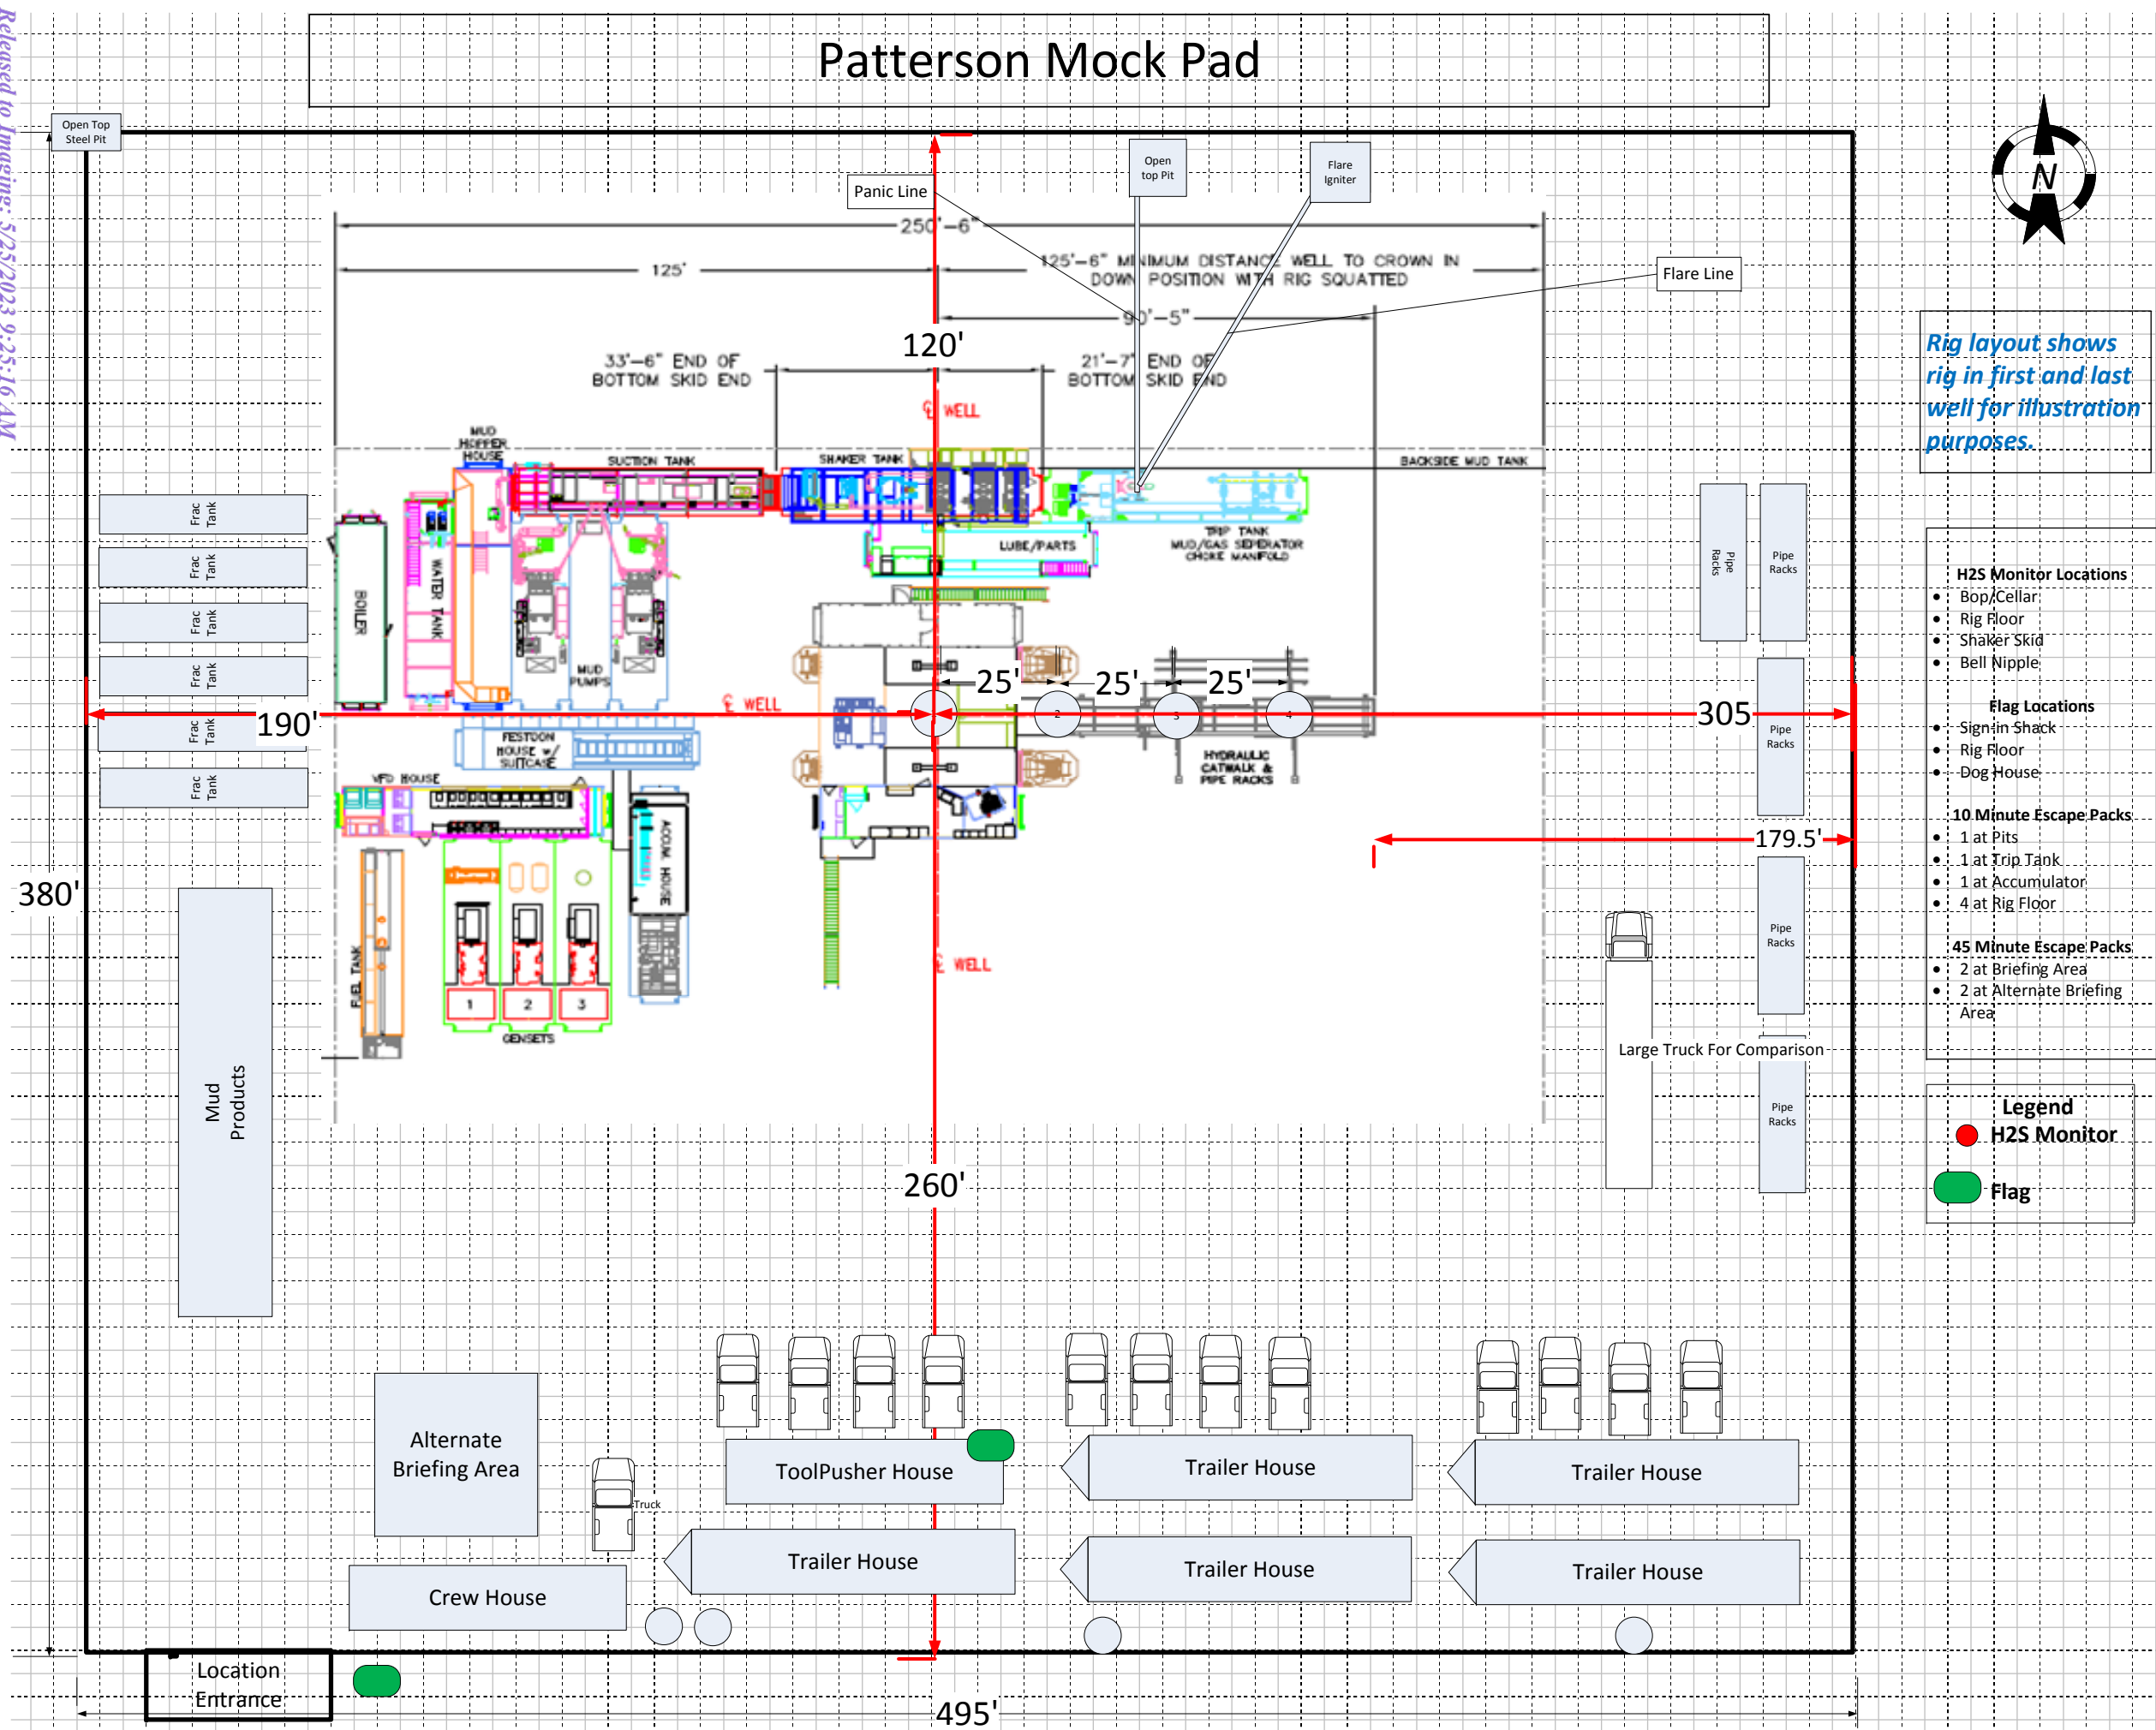 Released to Imaging: 5/25/2023 9:25:16 AM
Patterson Mock Pad
Open Top
Steel Pit
Panic Line
Open
top Pit
Flare
Igniter
N
250'-6"
125'
125'-6" MINIMUM DISTANCE WELL TO CROWN IN
DOWN POSITION WITH RIG SQUATTED
Flare Line
90'-5"
120'
33'-6" END OF
BOTTOM SKID END
21'-7" END OF
BOTTOM SKID END
Rig layout shows
rig in first and last
well for illustration
purposes.
℄ WELL
MUD
HOPPER
HOUSE
SUCTION TANK
SHAKER TANK
BACKSIDE MUD TANK
Frac
Tank
Frac
Tank
Frac
Tank
Frac
Tank
Frac
Tank
Frac
Tank
BOILER
WATER TANK
MUD
PUMPS
LUBE/PARTS
TRIP TANK
MUD/GAS SEPERATOR
CHOKE MANIFOLD
Pipe
Racks
Pipe
Racks
Pipe
Racks
Pipe
Racks
Pipe
Racks
H2S Monitor Locations
• Bop/Cellar
• Rig Floor
• Shaker Skid
• Bell Nipple
Flag Locations
• Sign-in Shack
• Rig Floor
• Dog House
10 Minute Escape Packs
• 1 at Pits
• 1 at Trip Tank
• 1 at Accumulator
• 4 at Rig Floor
45 Minute Escape Packs
• 2 at Briefing Area
• 2 at Alternate Briefing
Area
25'
25'
25'
℄ WELL
190'
2
3
4
305
FESTOON
HOUSE w/
SUITCASE
HYDRAULIC
CATWALK &
PIPE RACKS
VFD HOUSE
ACCUM. HOUSE
179.5'
380'
FUEL TANK
1
2
3
GENSETS
℄ WELL
Mud
Products
Large Truck For Comparison
Legend
H2S Monitor
Flag
260'
Alternate
Briefing Area
Truck
ToolPusher House
Trailer House
Trailer House
Crew House
Trailer House
Trailer House
Trailer House
Location
Entrance
495'